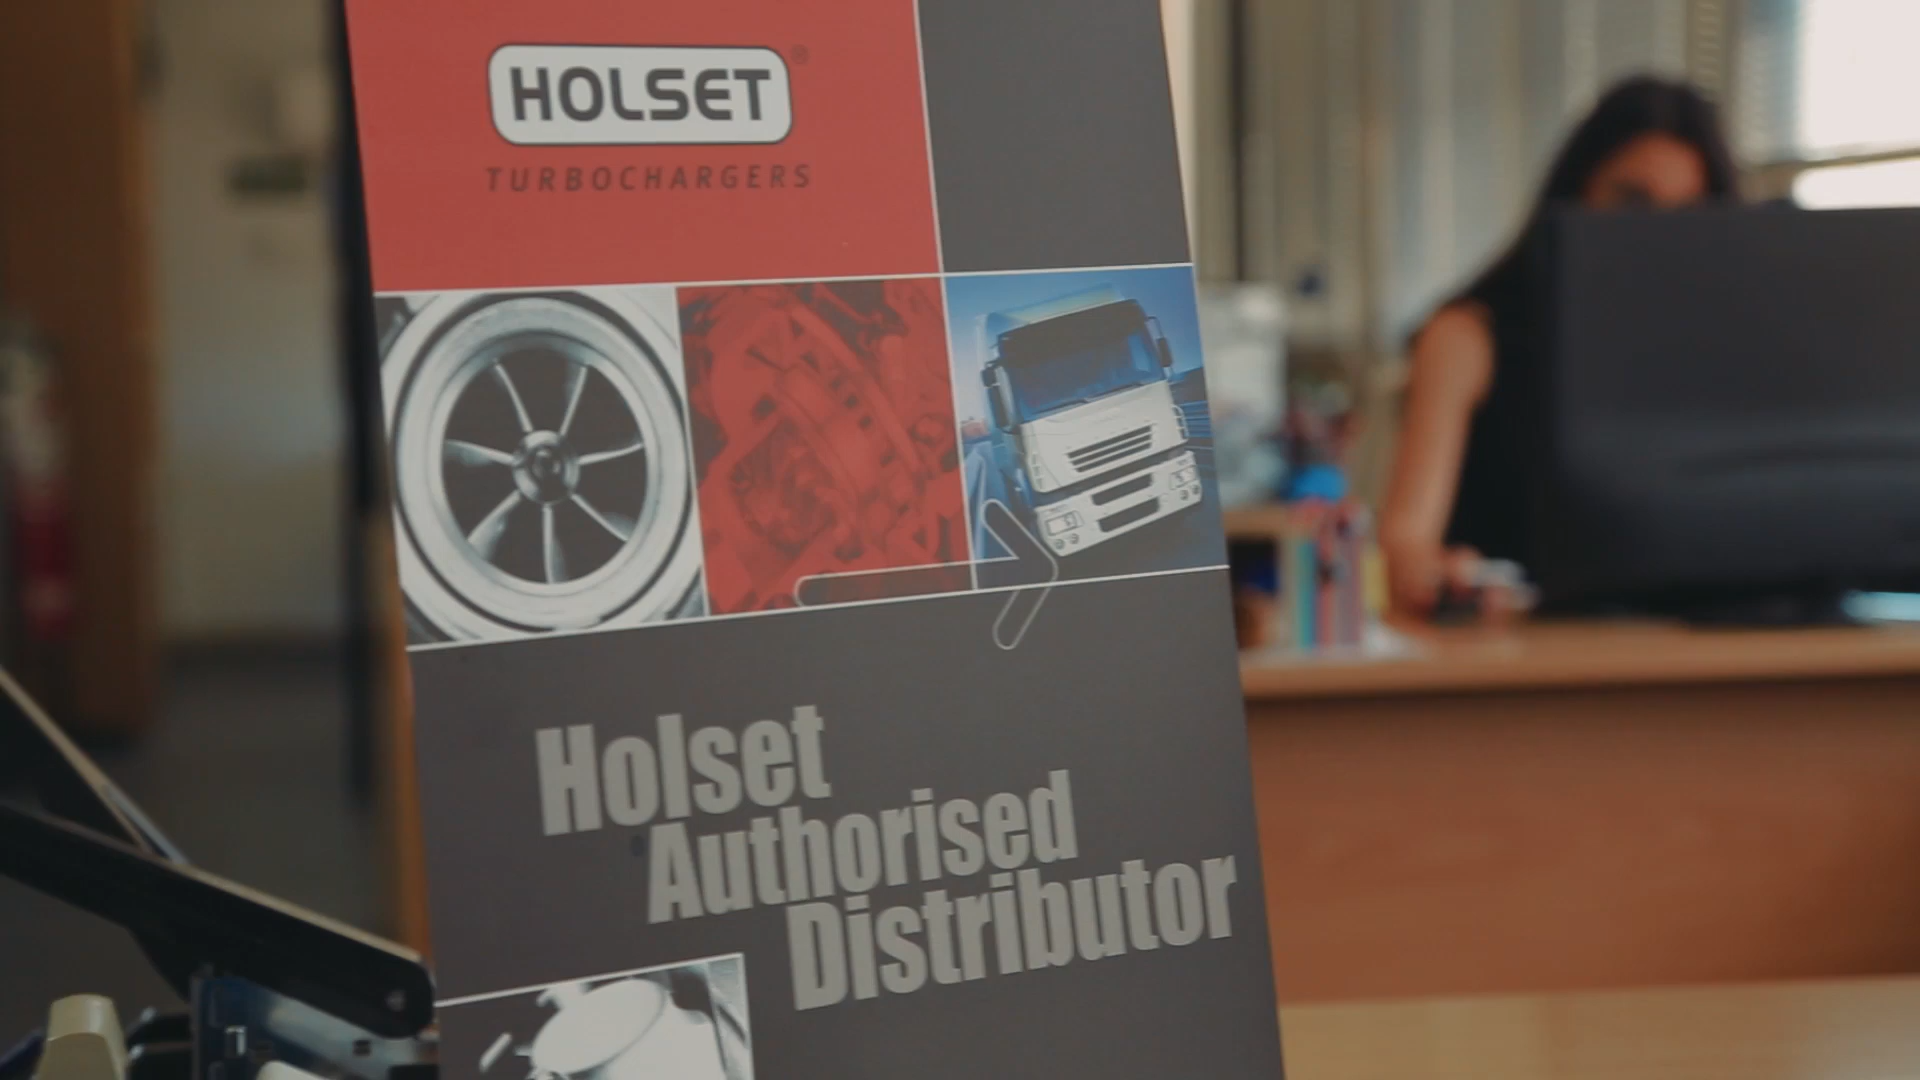 HOLSET®
TURBOCHARGERS
Holset
Authorised
Distributor